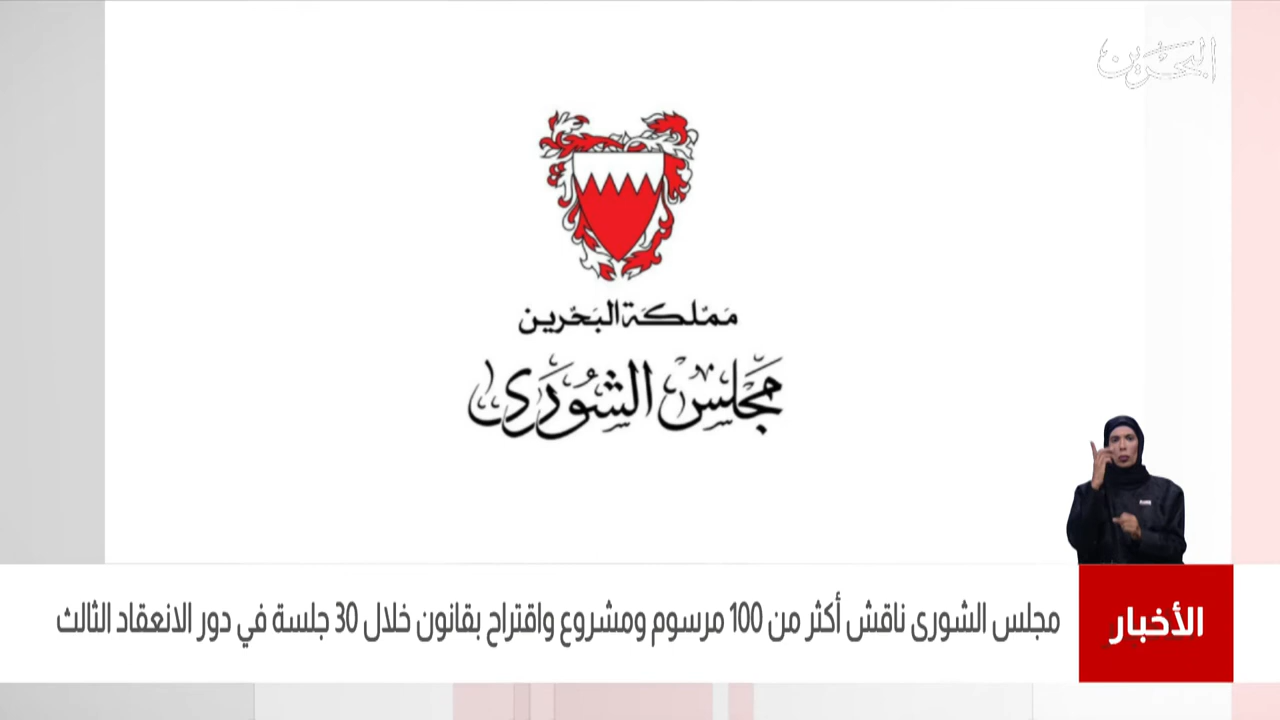 البحرين
مملكة البحرين
مجلس الشورى
الأخبار
مجلس الشورى ناقش أكثر من 100 مرسوم ومشروع واقتراح بقانون خلال 30 جلسة في دور الانعقاد الثالث